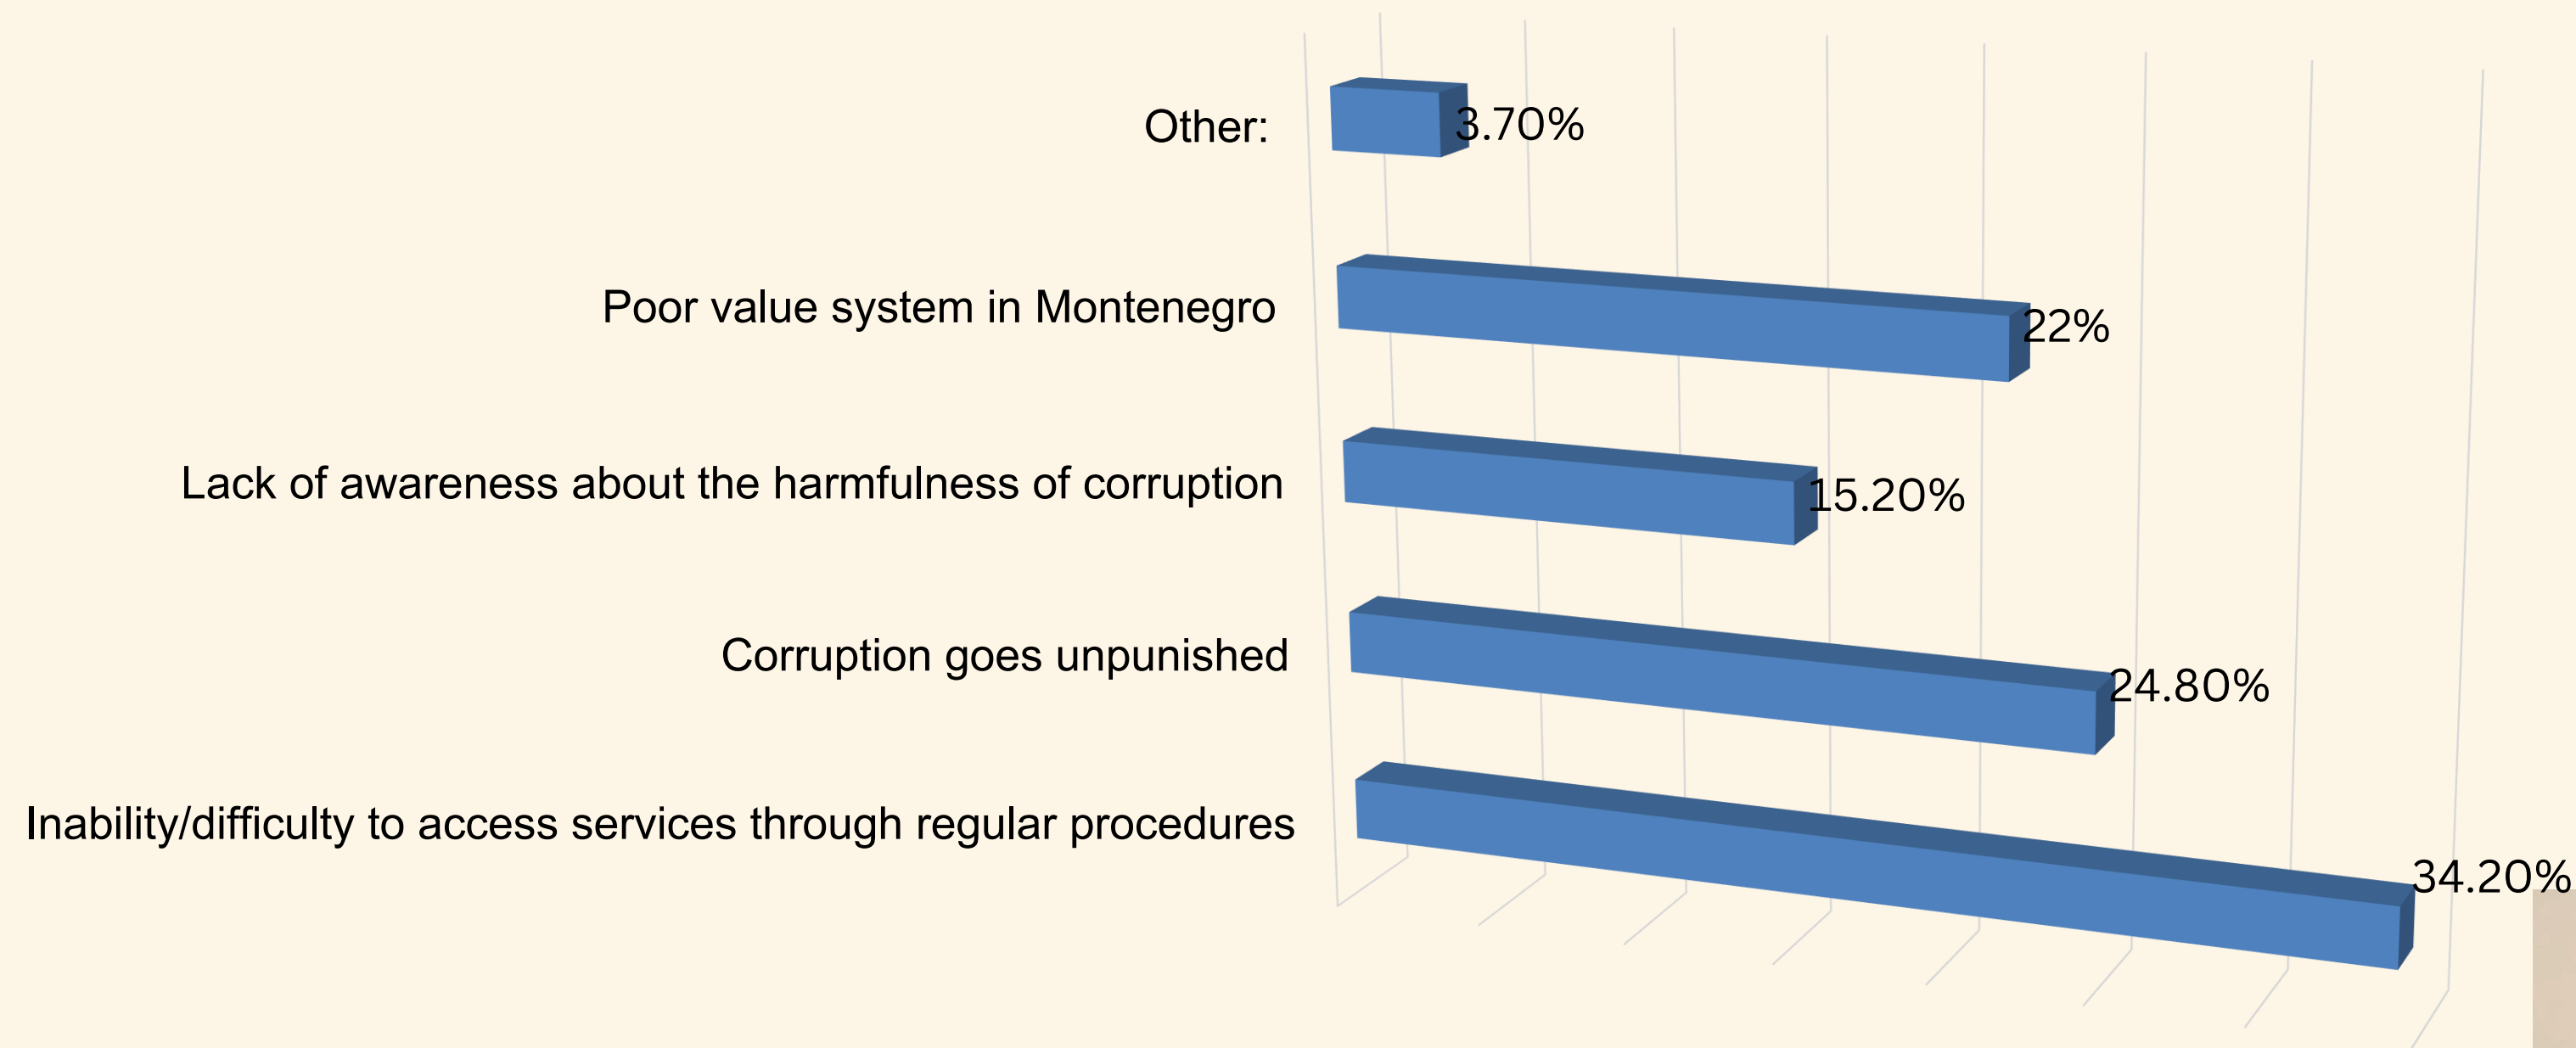 Other: 3.70%
Poor value system in Montenegro 22%
Lack of awareness about the harmfulness of corruption 15.20%
Corruption goes unpunished 24.80%
Inability/difficulty to access services through regular procedures 34.20%